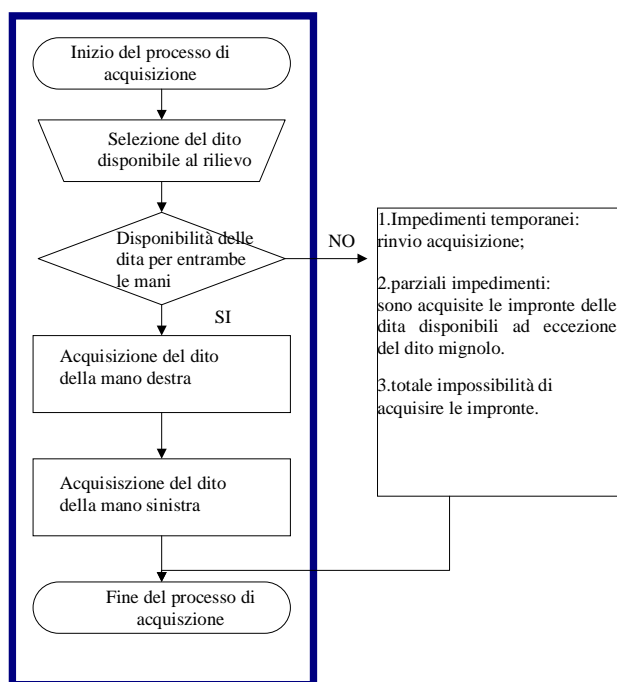 Inizio del processo di
acquisizione
Selezione del dito
disponibile al rilievo
Disponibilità delle
dita per entrambe
le mani
NO
SI
1.Impedimenti temporanei:
rinvio acquisizione;
2.parziali impedimenti:
sono acquisite le impronte delle
dita disponibili ad eccezione
del dito mignolo.
3.totale impossibilità di
acquisire le impronte.
Acquisizione del dito
della mano destra
Acquisiszione del dito
della mano sinistra
Fine del processo di
acquiszione